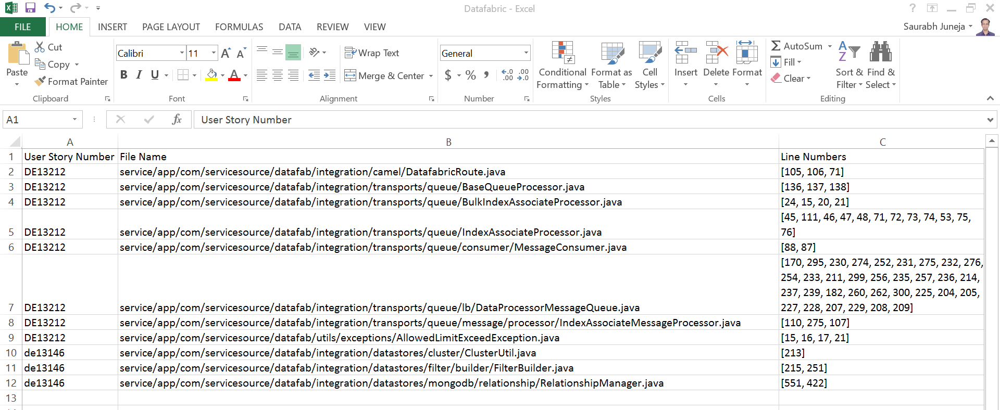 Datafabric - Excel
FILE HOME INSERT PAGE LAYOUT FORMULAS DATA REVIEW VIEW Saurabh Juneja
Paste
Cut
Copy
Format Painter
Clipboard
Calibri 11
B I U
Font
Wrap Text
Merge & Center
Alignment
General
$ % ,
Number
Conditional Formatting
Format as Table
Cell Styles
Styles
Insert
Delete
Format
Cells
AutoSum
Fill
Clear
Sort & Filter
Find & Select
Editing
A1 fx User Story Number
A B C
1 User Story Number File Name Line Numbers
2 DE13212 service/app/com/servicesource/datafab/integration/camel/DatafabricRoute.java [105, 106, 71]
3 DE13212 service/app/com/servicesource/datafab/integration/transports/queue/BaseQueueProcessor.java [136, 137, 138]
4 DE13212 service/app/com/servicesource/datafab/integration/transports/queue/BulkIndexAssociateProcessor.java [24, 15, 20, 21]
[45, 111, 46, 47, 48, 71, 72, 73, 74, 53, 75,
5 DE13212 service/app/com/servicesource/datafab/integration/transports/queue/IndexAssociateProcessor.java 76]
6 DE13212 service/app/com/servicesource/datafab/integration/transports/queue/consumer/MessageConsumer.java [88, 87]
[170, 295, 230, 274, 252, 231, 275, 232, 276,
254, 233, 211, 299, 256, 235, 257, 236, 214,
237, 239, 182, 260, 262, 300, 225, 204, 205,
7 DE13212 service/app/com/servicesource/datafab/integration/transports/queue/lb/DataProcessorMessageQueue.java 227, 228, 207, 229, 208, 209]
8 DE13212 service/app/com/servicesource/datafab/integration/transports/queue/message/processor/IndexAssociateMessageProcessor.java [110, 275, 107]
9 DE13212 service/app/com/servicesource/datafab/utils/exceptions/AllowedLimitExceedException.java [15, 16, 17, 21]
10 de13146 service/app/com/servicesource/datafab/integration/datastores/cluster/ClusterUtil.java [213]
11 de13146 service/app/com/servicesource/datafab/integration/datastores/filter/builder/FilterBuilder.java [215, 251]
12 de13146 service/app/com/servicesource/datafab/integration/datastores/mongodb/relationship/RelationshipManager.java [551, 422]
13